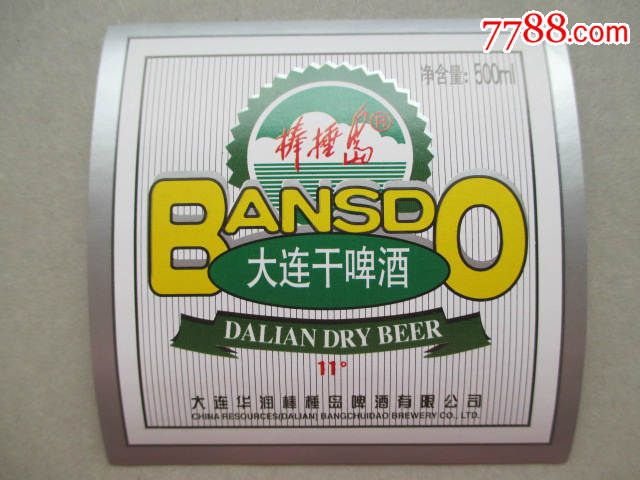 7788.com
净含量: 500ml
棒棰岛®
BANSDO
大连干啤酒
DALIAN DRY BEER
11°
大连华润棒棰岛啤酒有限公司
CHINA RESOURCES(DALIAN) BANGCHUIDAO BREWERY CO., LTD.